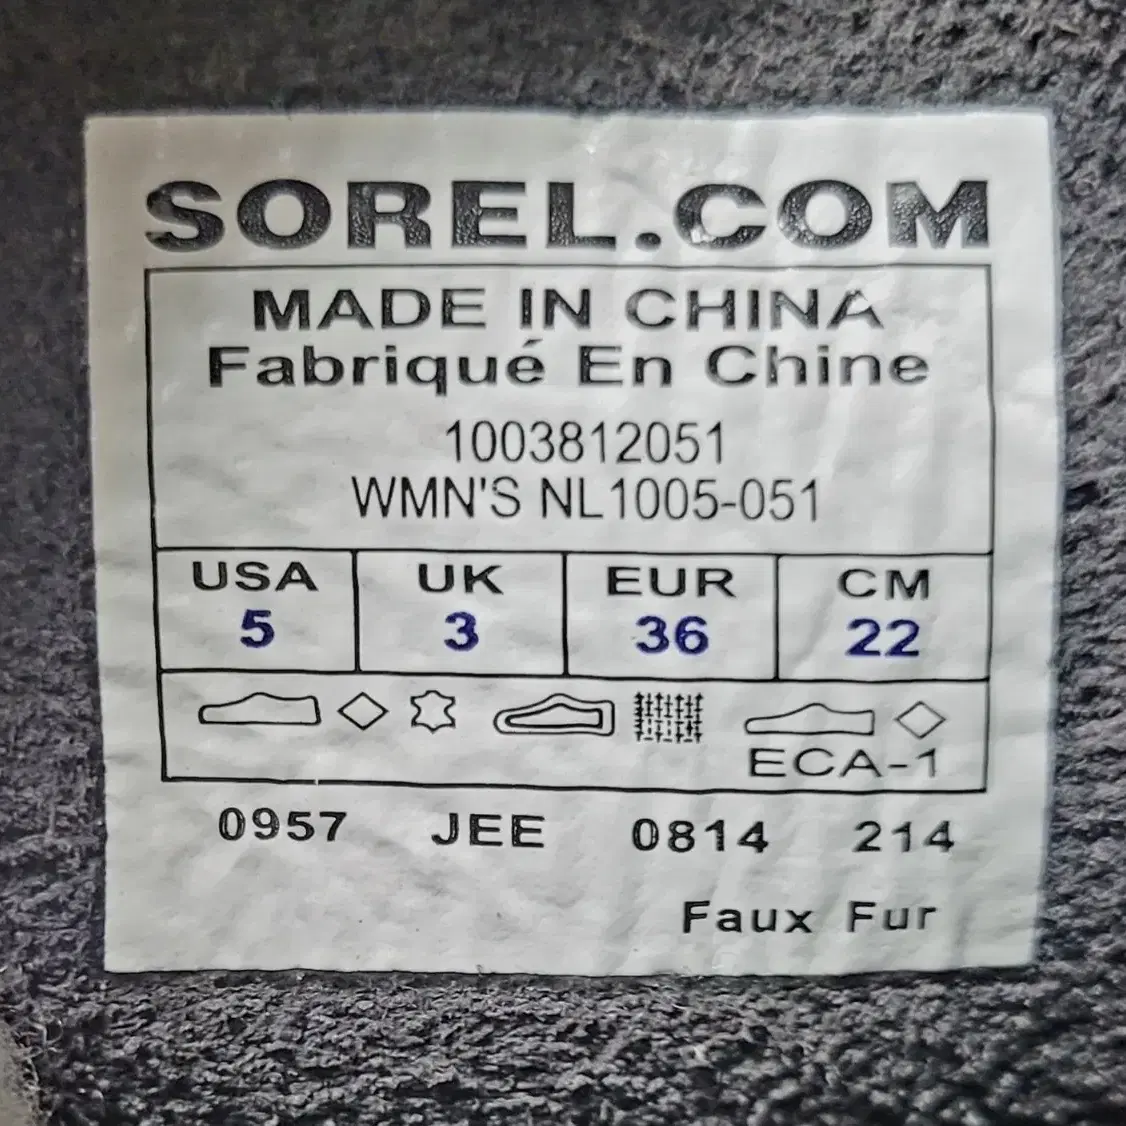 SOREL.COM
MADE IN CHINA
Fabriqué En Chine
1003812051
WMN'S NL1005-051
USA UK EUR CM
5 3 36 22
ECA-1
0957 JEE 0814 214
Faux Fur